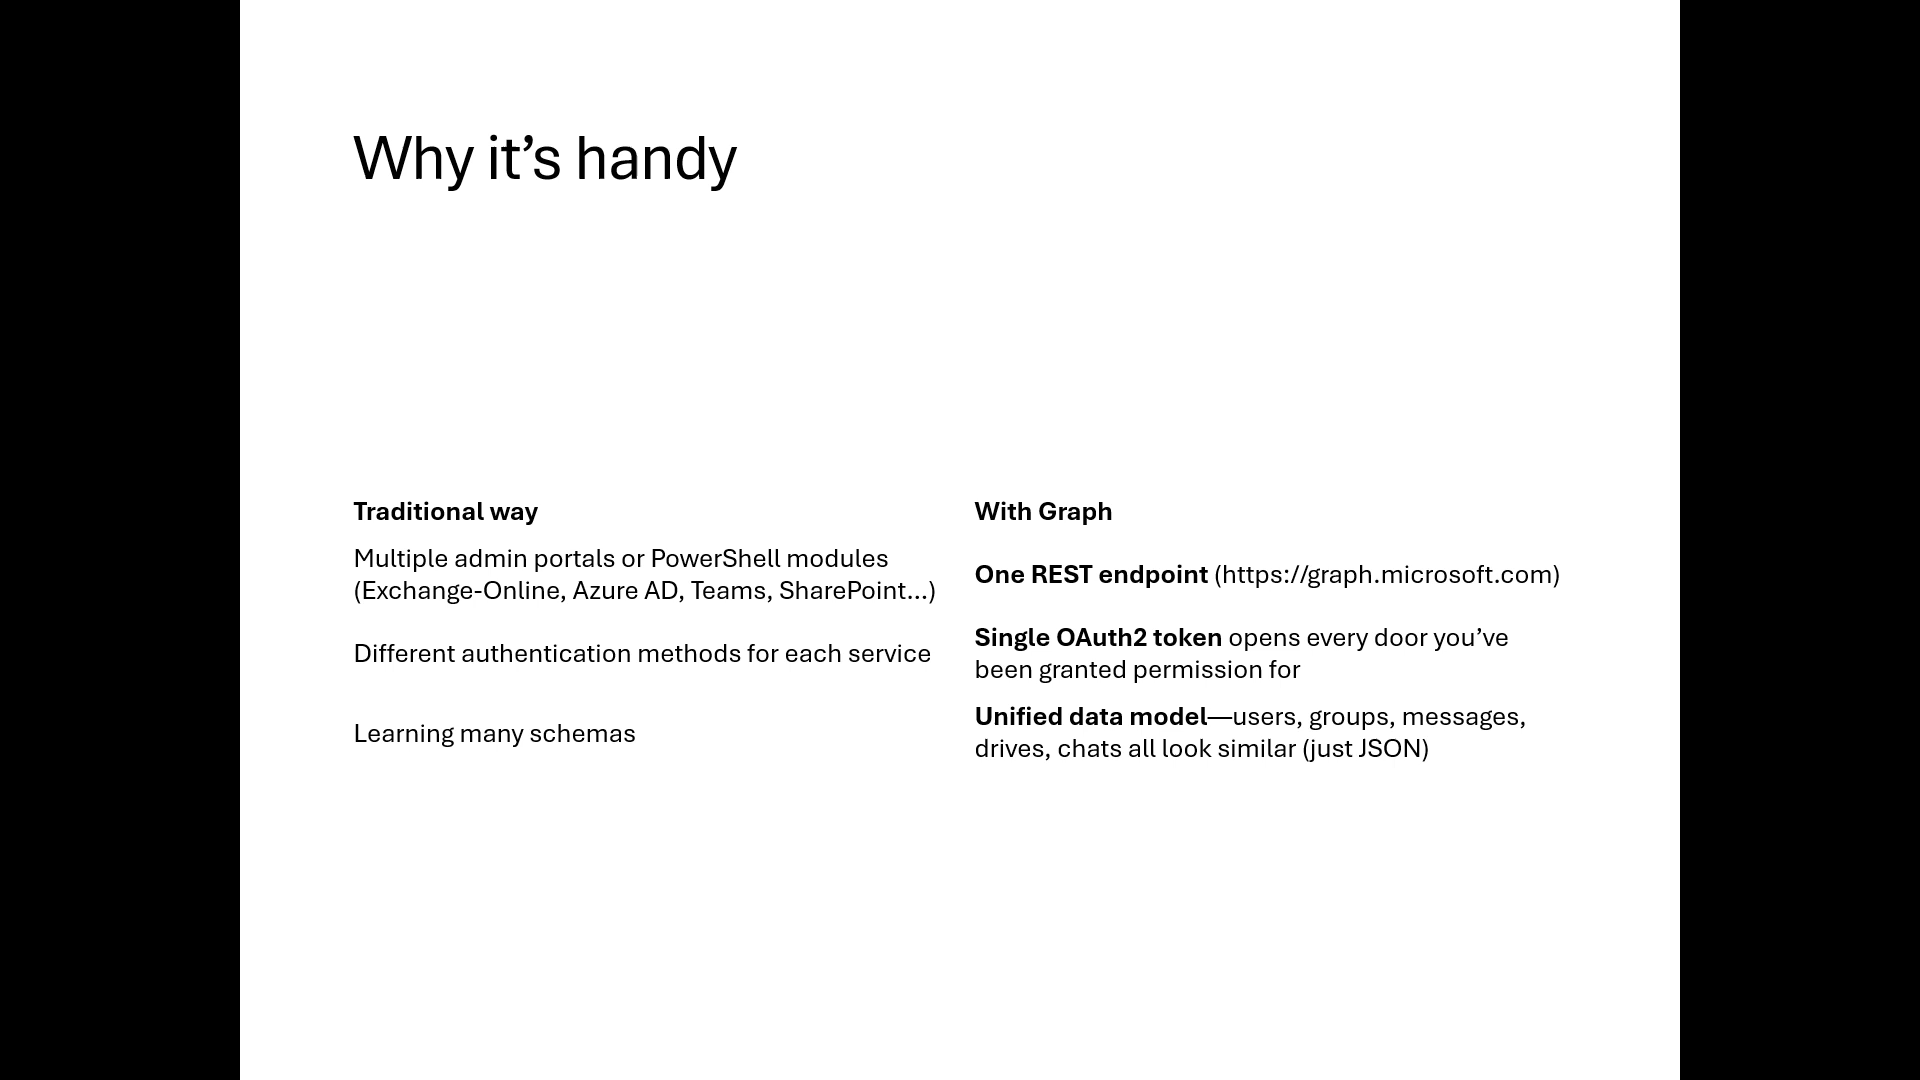 Why it’s handy
Traditional way
With Graph
Multiple admin portals or PowerShell modules
(Exchange-Online, Azure AD, Teams, SharePoint…)
One REST endpoint (https://graph.microsoft.com)
Different authentication methods for each service
Single OAuth2 token opens every door you’ve
been granted permission for
Learning many schemas
Unified data model—users, groups, messages,
drives, chats all look similar (just JSON)